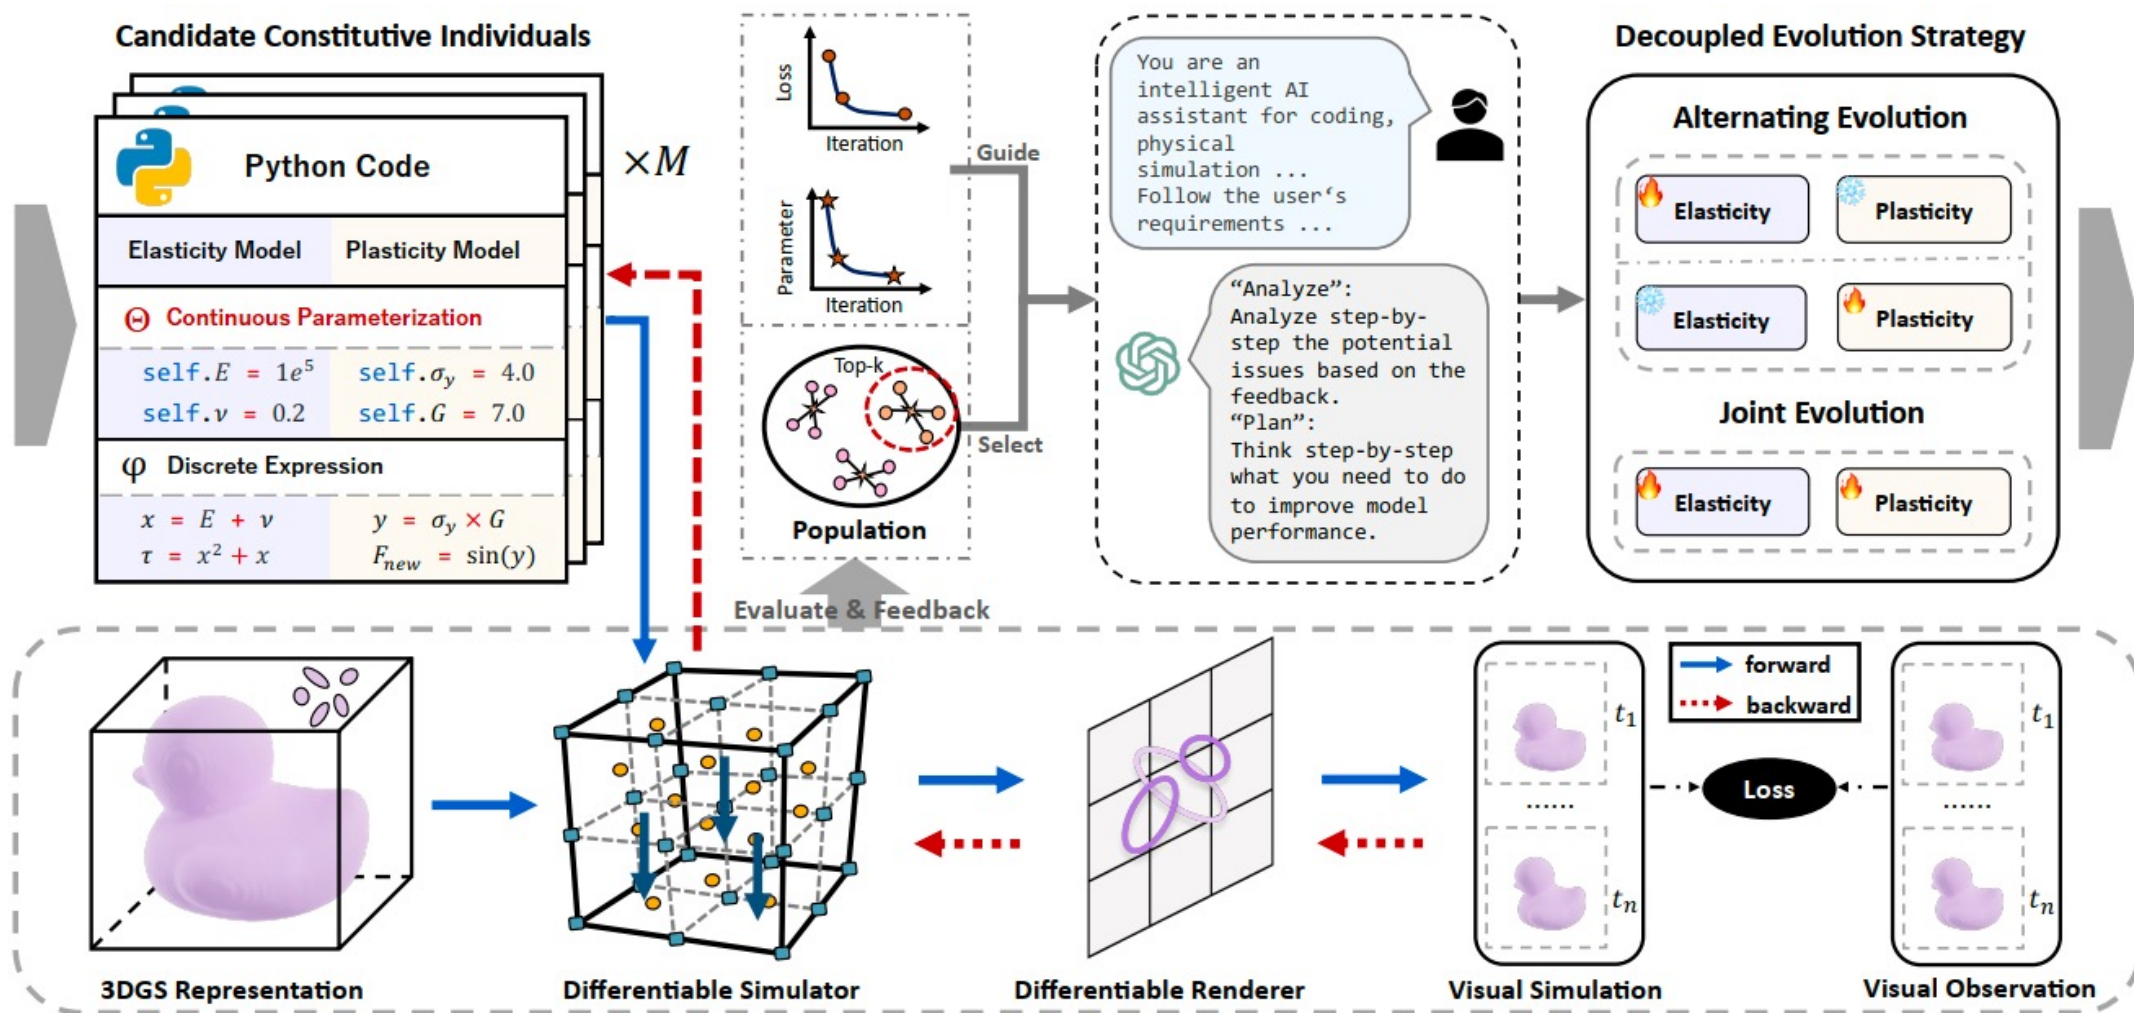 Candidate Constitutive Individuals
Python Code
×M
Elasticity Model
Plasticity Model
Θ Continuous Parameterization
self.E = 1e⁵
self.σ_y = 4.0
self.ν = 0.2
self.G = 7.0
φ Discrete Expression
x = E + ν
y = σ_y × G
τ = x² + x
F_new = sin(y)
Loss
Iteration
Parameter
Iteration
Top-k
Population
Guide
Select
Evaluate & Feedback
You are an
intelligent AI
assistant for coding,
physical
simulation ...
Follow the user‘s
requirements ...
“Analyze”:
Analyze step-by-
step the potential
issues based on the
feedback.
“Plan”:
Think step-by-step
what you need to do
to improve model
performance.
Decoupled Evolution Strategy
Alternating Evolution
Elasticity
Plasticity
Elasticity
Plasticity
Joint Evolution
Elasticity
Plasticity
forward
backward
t₁
......
tₙ
Loss
t₁
......
tₙ
3DGS Representation
Differentiable Simulator
Differentiable Renderer
Visual Simulation
Visual Observation